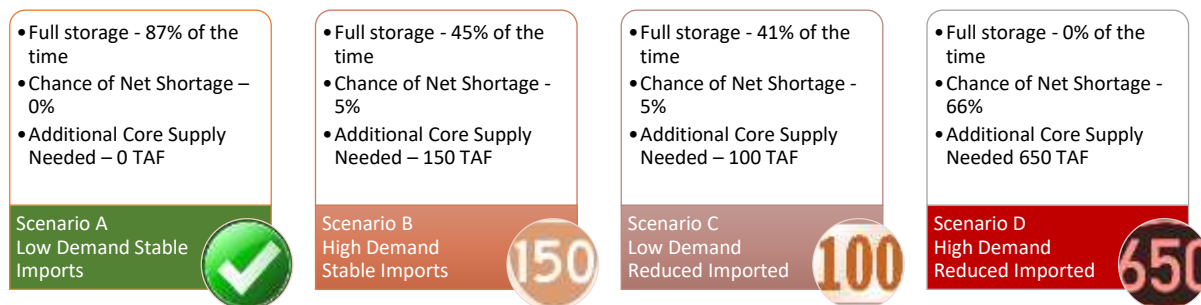 •Full storage - 87% of the
time
•Chance of Net Shortage –
0%
•Additional Core Supply
Needed – 0 TAF
Scenario A
Low Demand Stable
Imports
•Full storage - 45% of the
time
•Chance of Net Shortage -
5%
•Additional Core Supply
Needed – 150 TAF
Scenario B
High Demand
Stable Imports
150
•Full storage - 41% of the
time
•Chance of Net Shortage -
5%
•Additional Core Supply
Needed – 100 TAF
Scenario C
Low Demand
Reduced Imported
100
•Full storage - 0% of the
time
•Chance of Net Shortage -
66%
•Additional Core Supply
Needed 650 TAF
Scenario D
High Demand
Reduced Imported
650